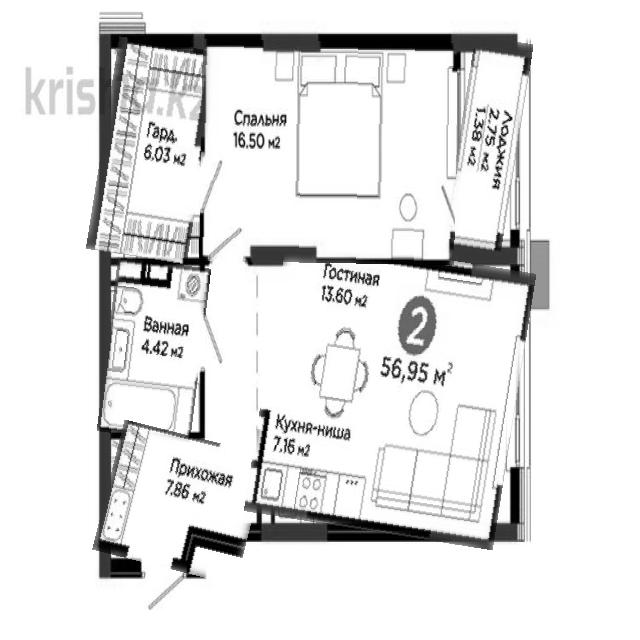 krisha.kz
Гард.
6.03 м2
Спальня
16.50 м2
Лоджия
2.75 м2
1.38 м2
Гостиная
13.60 м2
2
56,95 м2
Ванная
4.42 м2
Кухня-ниша
7.16 м2
Прихожая
7.86 м2